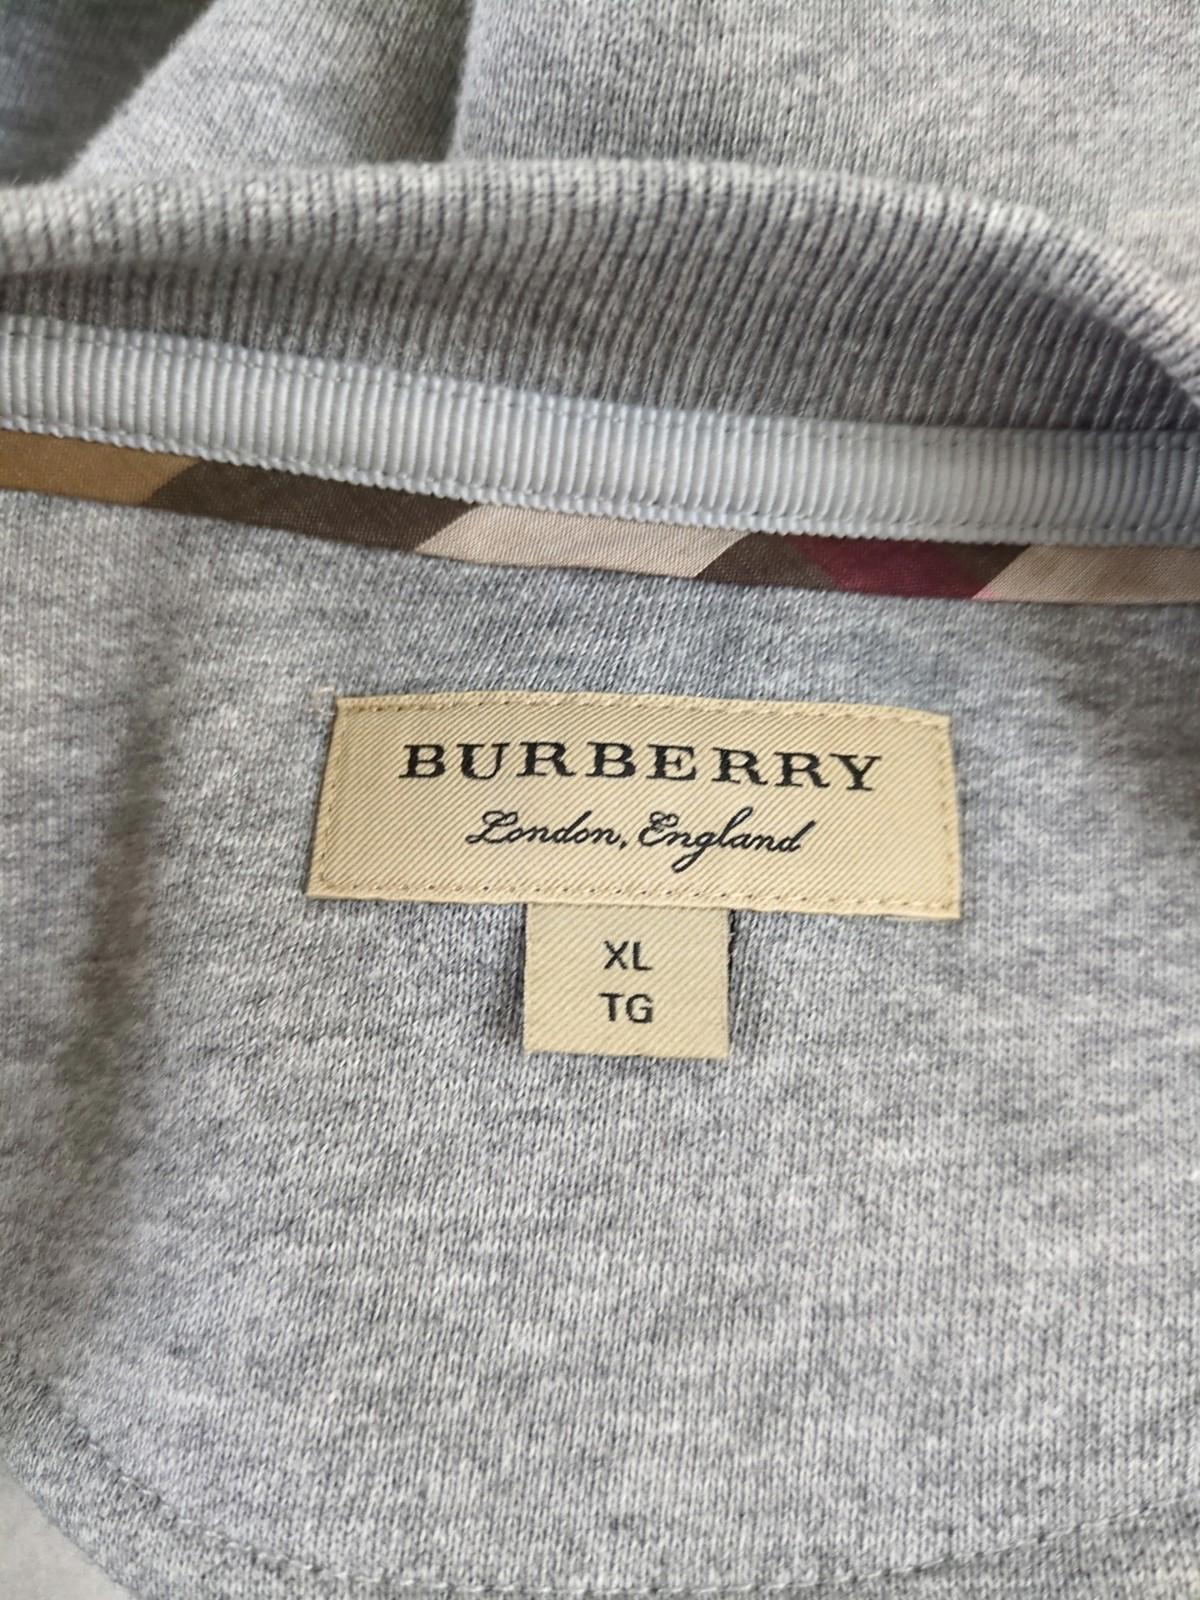 BURBERRY
London, England
XL
TG